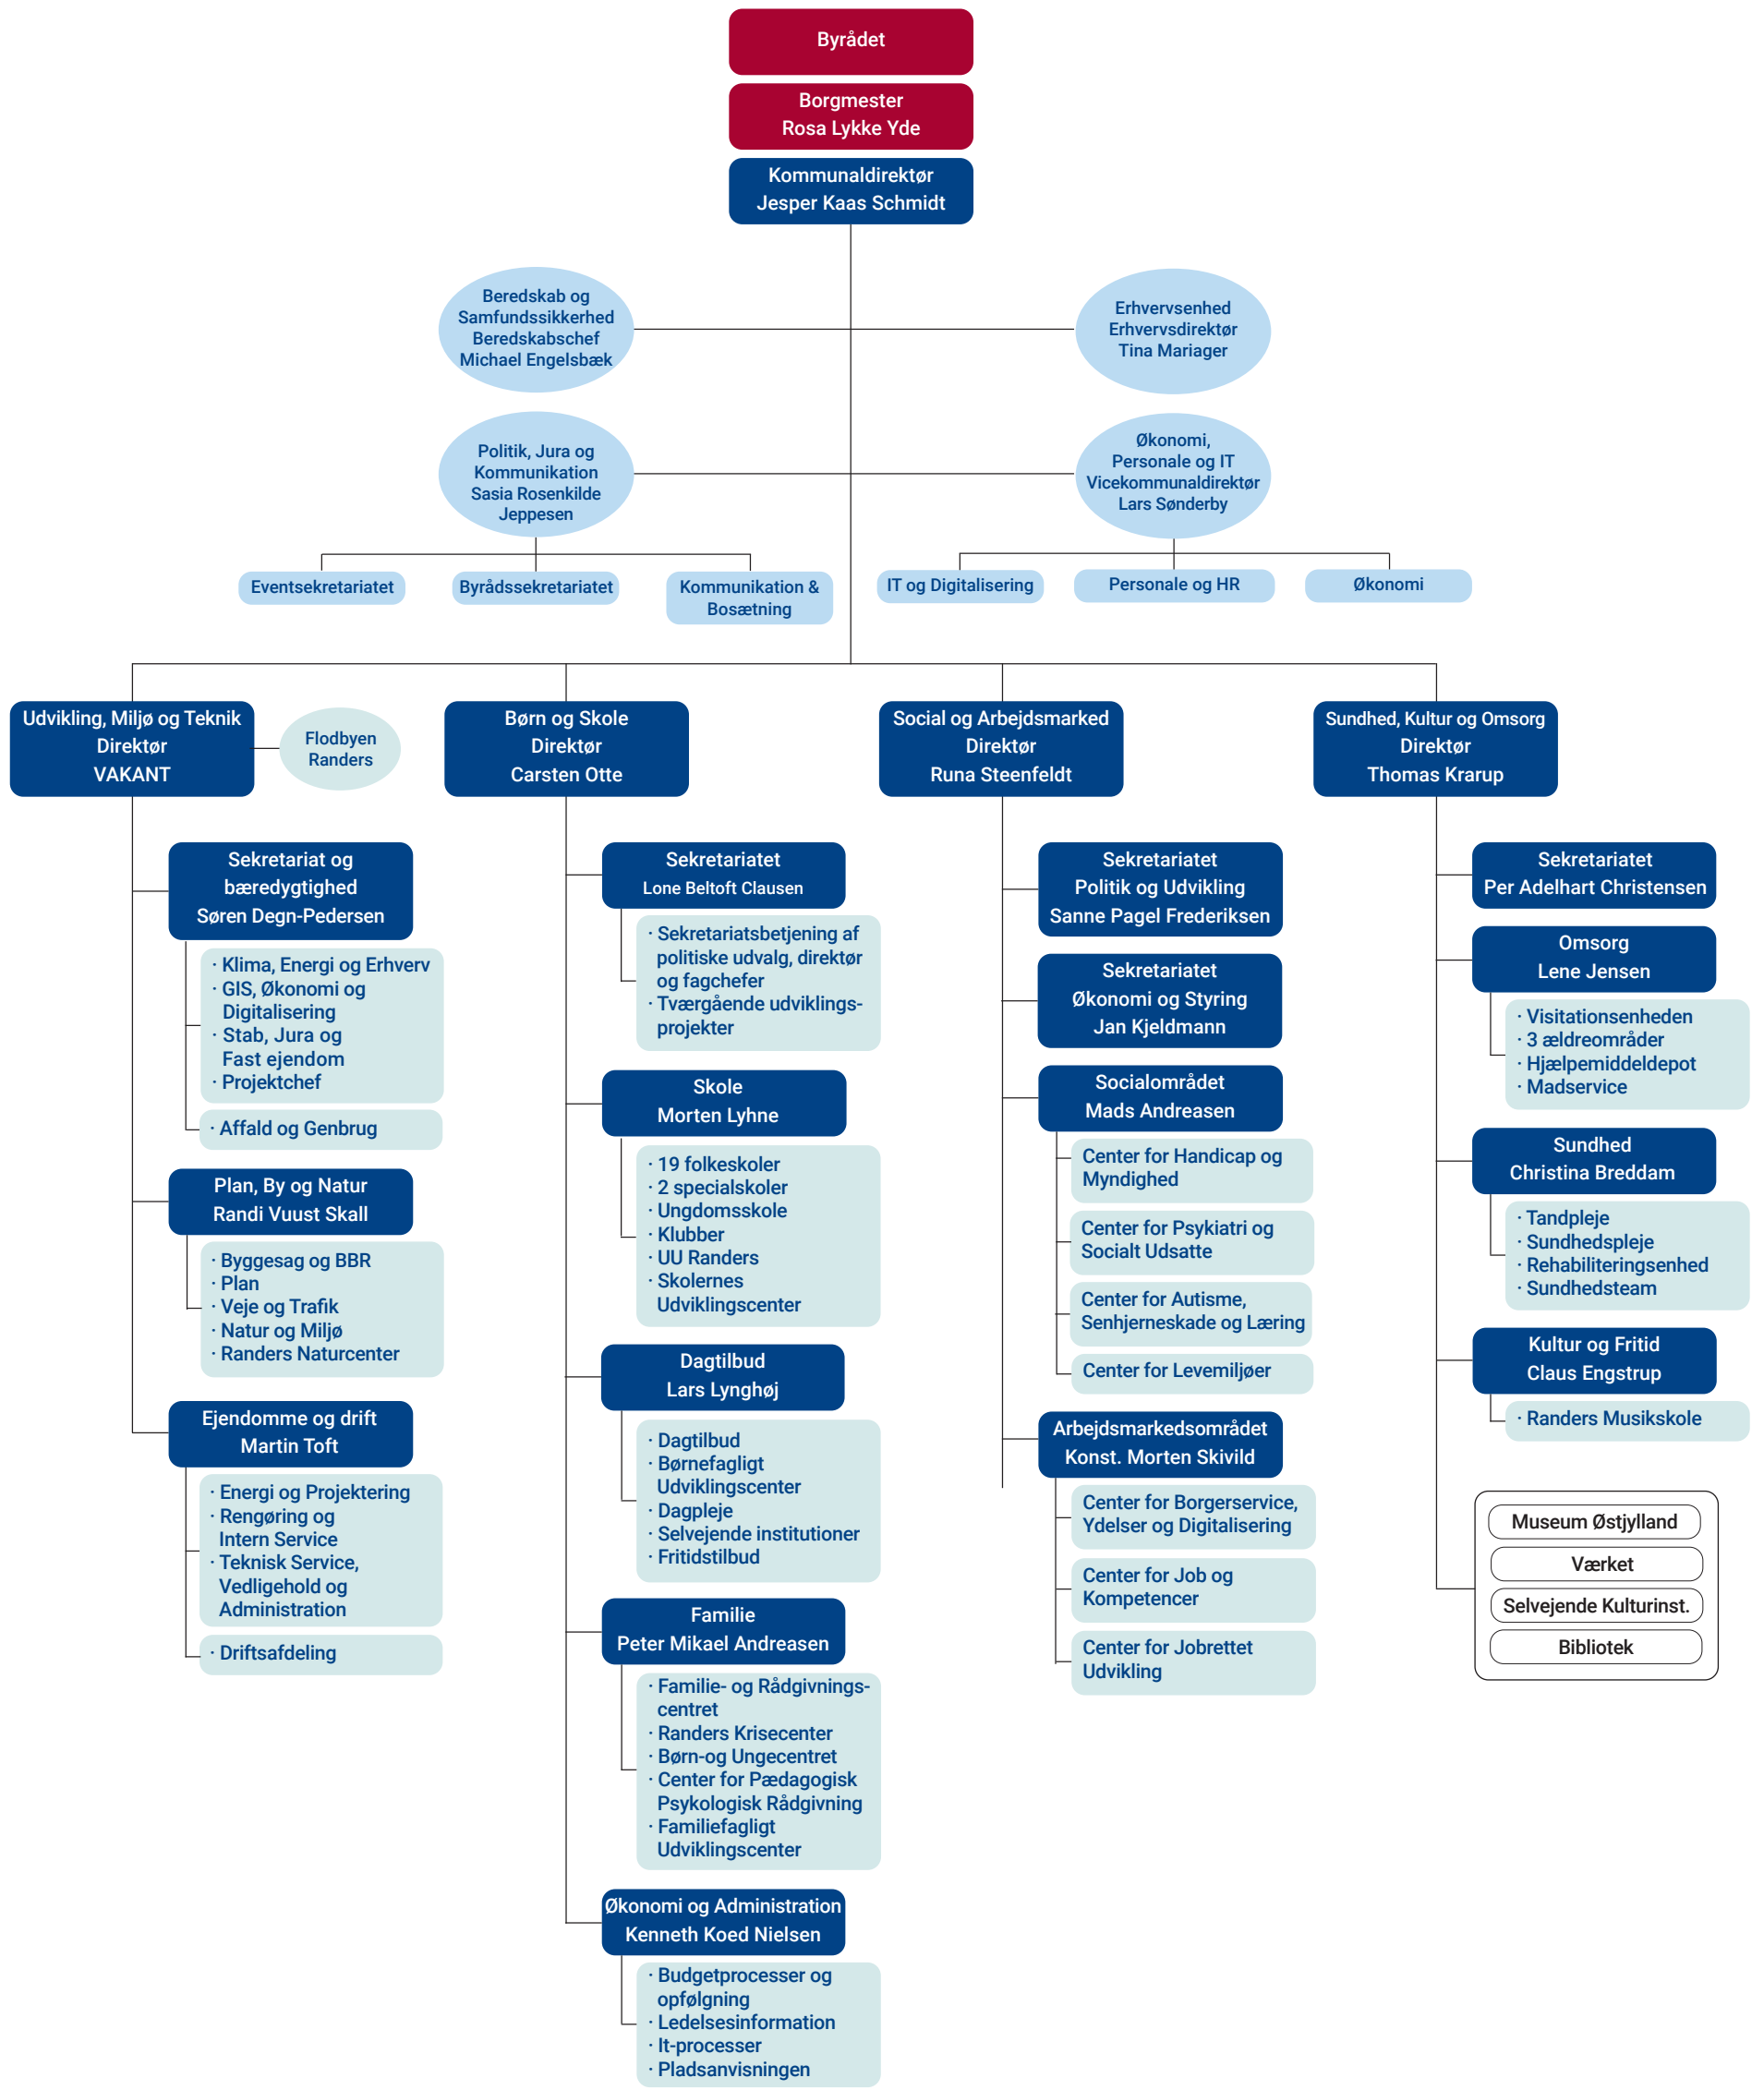 Byrådet
Borgmester
Rosa Lykke Yde
Kommunaldirektør
Jesper Kaas Schmidt
Beredskab og
Samfundssikkerhed
Beredskabschef
Michael Engelsbæk
Erhvervsenhed
Erhvervsdirektør
Tina Mariager
Politik, Jura og
Kommunikation
Sasia Rosenkilde
Jeppesen
Økonomi,
Personale og IT
Vicekommunaldirektør
Lars Sønderby
Eventsekretariatet
Byrådssekretariatet
Kommunikation &
Bosætning
IT og Digitalisering
Personale og HR
Økonomi
Udvikling, Miljø og Teknik
Direktør
VAKANT
Flodbyen
Randers
Sekretariat og
bæredygtighed
Søren Degn-Pedersen
· Klima, Energi og Erhverv
· GIS, Økonomi og
Digitalisering
· Stab, Jura og
Fast ejendom
· Projektchef
· Affald og Genbrug
Plan, By og Natur
Randi Vuust Skall
· Byggesag og BBR
· Plan
· Veje og Trafik
· Natur og Miljø
· Randers Naturcenter
Ejendomme og drift
Martin Toft
· Energi og Projektering
· Rengøring og
Intern Service
· Teknisk Service,
Vedligehold og
Administration
· Driftsafdeling
Børn og Skole
Direktør
Carsten Otte
Sekretariatet
Lone Beltoft Clausen
· Sekretariatsbetjening af
politiske udvalg, direktør
og fagchefer
· Tværgående udviklings-
projekter
Skole
Morten Lyhne
· 19 folkeskoler
· 2 specialskoler
· Ungdomsskole
· Klubber
· UU Randers
· Skolernes
Udviklingscenter
Dagtilbud
Lars Lynghøj
· Dagtilbud
· Børnefagligt
Udviklingscenter
· Dagpleje
· Selvejende institutioner
· Fritidstilbud
Familie
Peter Mikael Andreasen
· Familie- og Rådgivnings-
centret
· Randers Krisecenter
· Børn-og Ungecentret
· Center for Pædagogisk
Psykologisk Rådgivning
· Familiefagligt
Udviklingscenter
Økonomi og Administration
Kenneth Koed Nielsen
· Budgetprocesser og
opfølgning
· Ledelsesinformation
· It-processer
· Pladsanvisningen
Social og Arbejdsmarked
Direktør
Runa Steenfeldt
Sekretariatet
Politik og Udvikling
Sanne Pagel Frederiksen
Sekretariatet
Økonomi og Styring
Jan Kjeldmann
Socialområdet
Mads Andreasen
Center for Handicap og
Myndighed
Center for Psykiatri og
Socialt Udsatte
Center for Autisme,
Senhjerneskade og Læring
Center for Levemiljøer
Arbejdsmarkedsområdet
Konst. Morten Skivild
Center for Borgerservice,
Ydelser og Digitalisering
Center for Job og
Kompetencer
Center for Jobrettet
Udvikling
Sundhed, Kultur og Omsorg
Direktør
Thomas Krarup
Sekretariatet
Per Adelhart Christensen
Omsorg
Lene Jensen
· Visitationsenheden
· 3 ældreområder
· Hjælpemiddeldepot
· Madservice
Sundhed
Christina Breddam
· Tandpleje
· Sundhedspleje
· Rehabiliteringsenhed
· Sundhedsteam
Kultur og Fritid
Claus Engstrup
· Randers Musikskole
Museum Østjylland
Værket
Selvejende Kulturinst.
Bibliotek